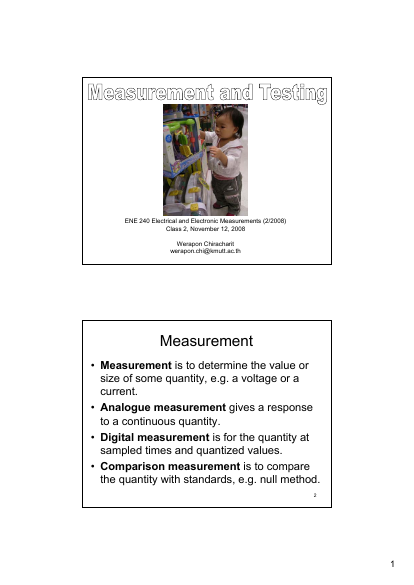 Measurement and Testing
ENE 240 Electrical and Electronic Measurements (2/2008)
Class 2, November 12, 2008
Werapon Chiracharit
werapon.chi@kmutt.ac.th
Measurement
• Measurement is to determine the value or
size of some quantity, e.g. a voltage or a
current.
• Analogue measurement gives a response
to a continuous quantity.
• Digital measurement is for the quantity at
sampled times and quantized values.
• Comparison measurement is to compare
the quantity with standards, e.g. null method.
2
1